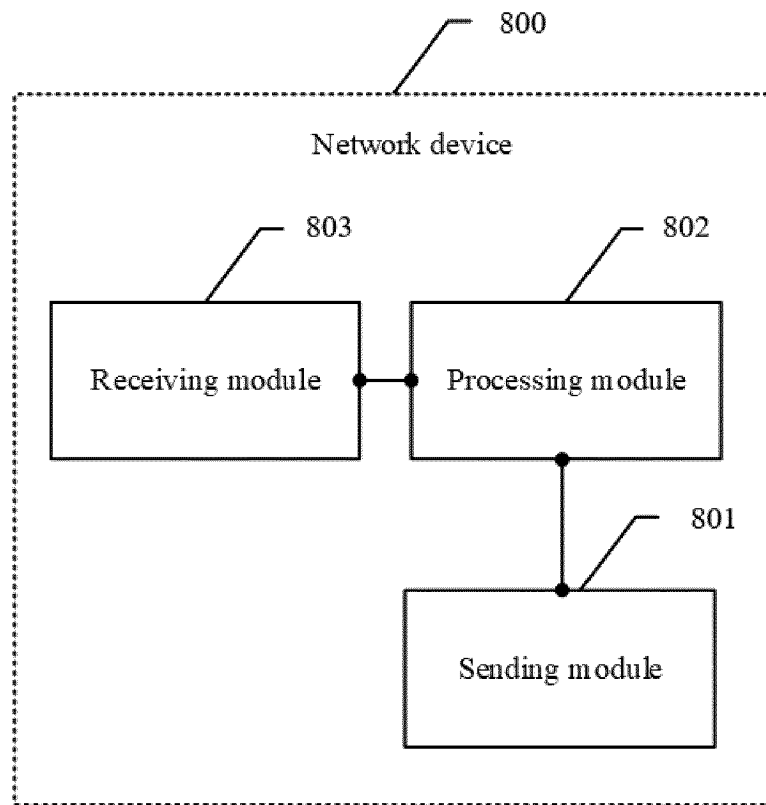 800
Network device
803
802
Receiving module
Processing module
801
Sending module